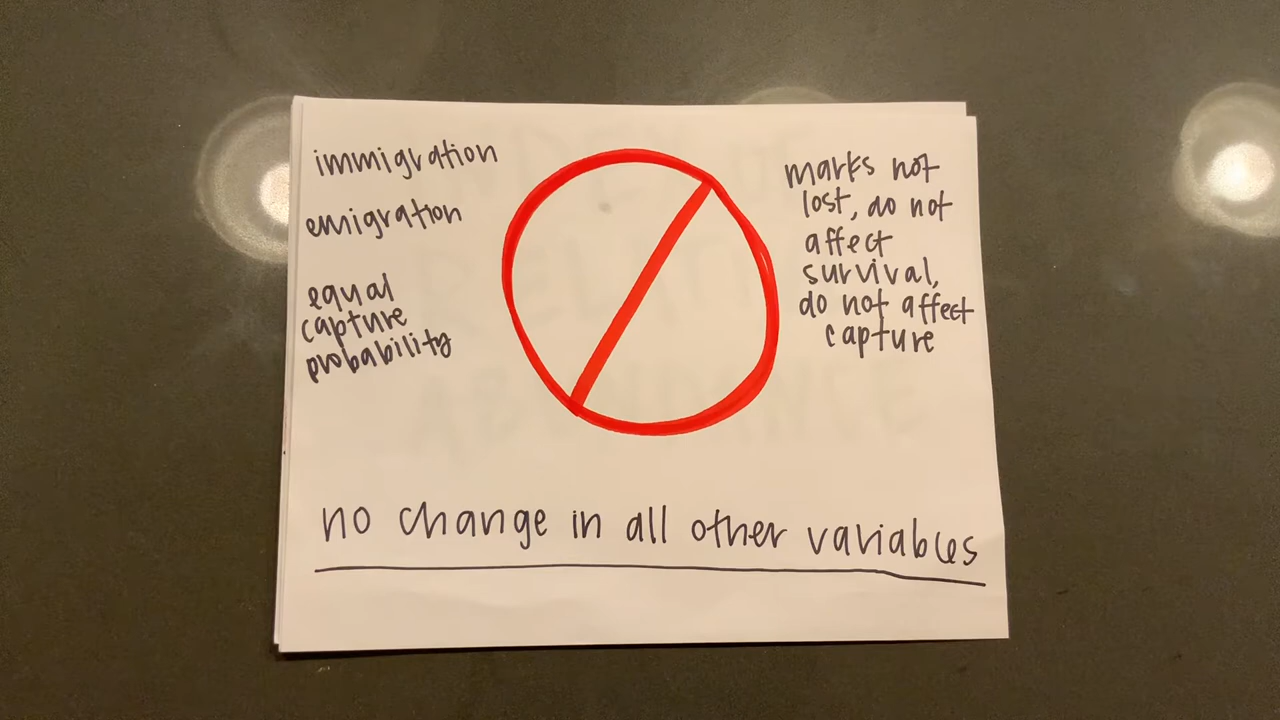 immigration
emigration
equal
capture
probability
marks not
lost, do not
affect
survival,
do not affect
capture
no change in all other variables